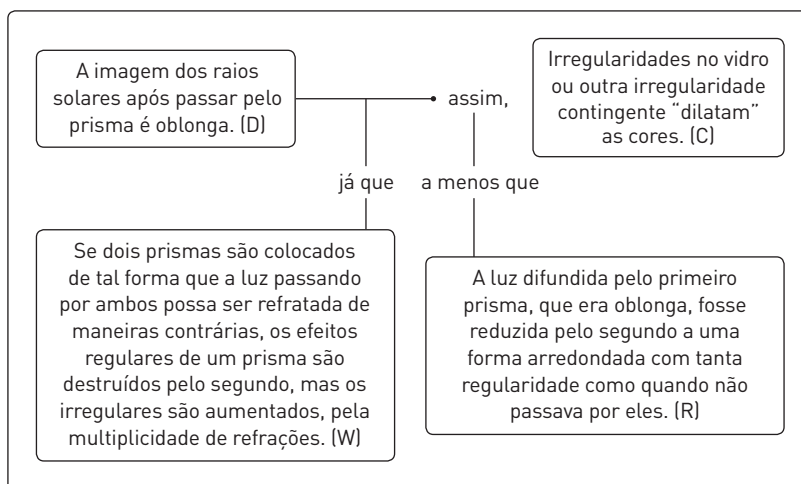 A imagem dos raios
solares após passar pelo
prisma é oblonga. (D)
assim,
Irregularidades no vidro
ou outra irregularidade
contingente “dilatam”
as cores. (C)
já que
a menos que
Se dois prismas são colocados
de tal forma que a luz passando
por ambos possa ser refratada de
maneiras contrárias, os efeitos
regulares de um prisma são
destruídos pelo segundo, mas os
irregulares são aumentados, pela
multiplicidade de refrações. (W)
A luz difundida pelo primeiro
prisma, que era oblonga, fosse
reduzida pelo segundo a uma
forma arredondada com tanta
regularidade como quando não
passava por eles. (R)